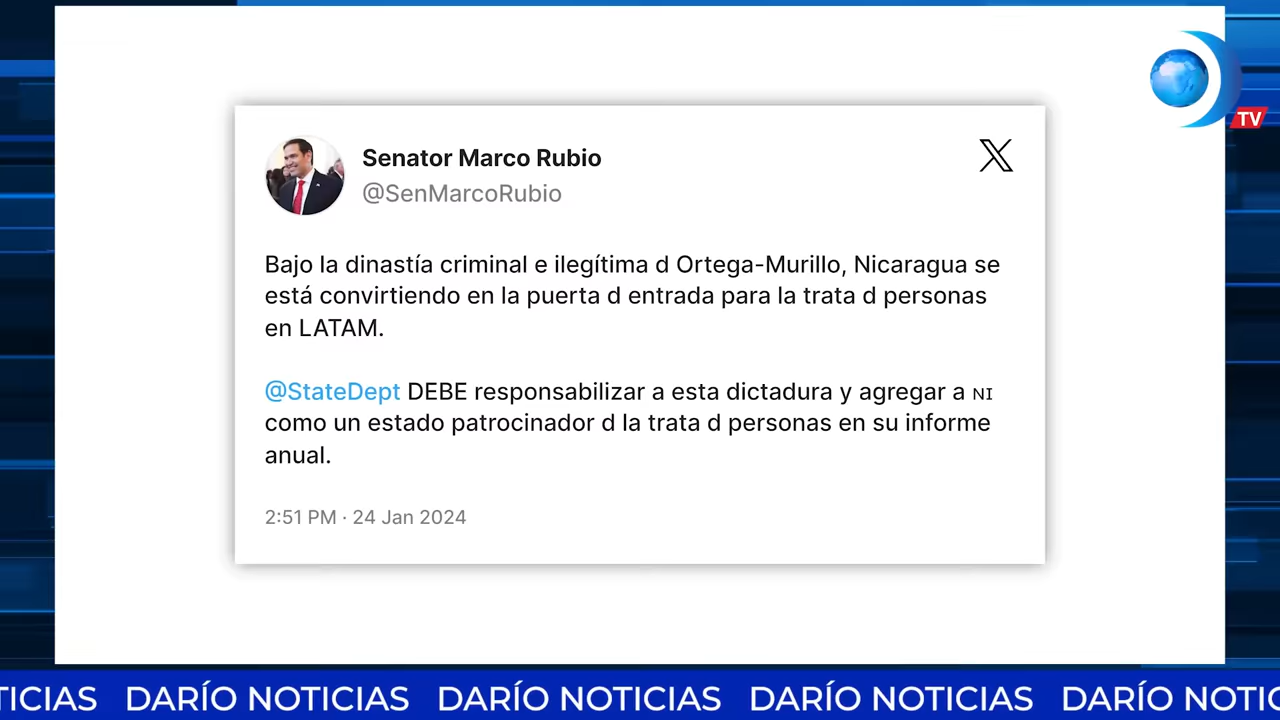 TV
Senator Marco Rubio
@SenMarcoRubio
Bajo la dinastía criminal e ilegítima d Ortega-Murillo, Nicaragua se
está convirtiendo en la puerta d entrada para la trata d personas
en LATAM.
@StateDept DEBE responsabilizar a esta dictadura y agregar a NI
como un estado patrocinador d la trata d personas en su informe
anual.
2:51 PM · 24 Jan 2024
TICIAS DARÍO NOTICIAS DARÍO NOTICIAS DARÍO NOTICIAS DARÍO NOTIC